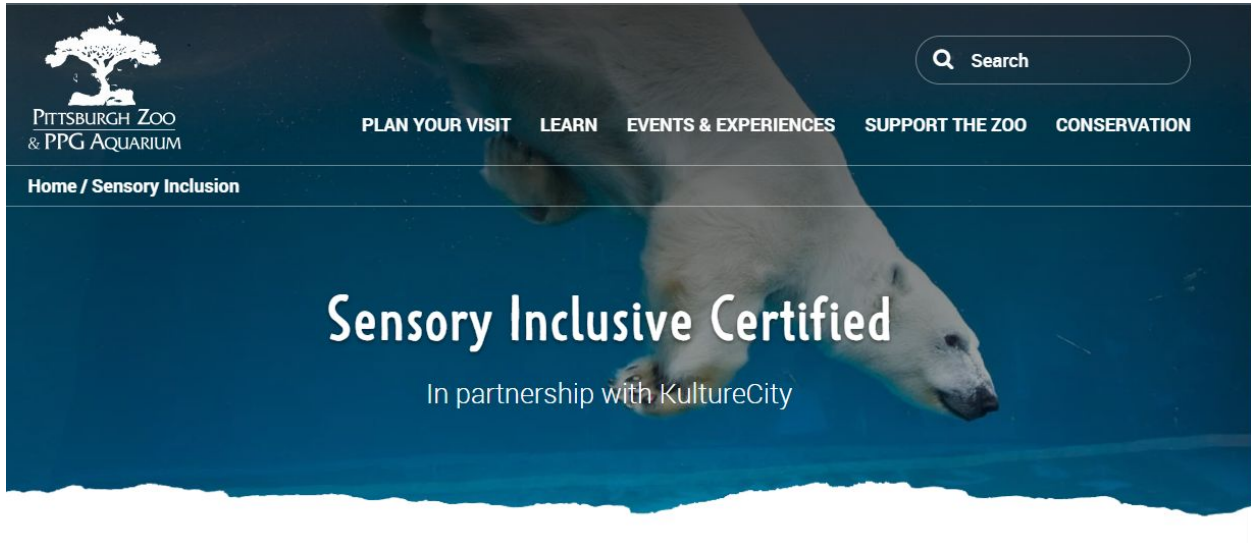 PITTSBURGH ZOO
& PPG AQUARIUM
Search
PLAN YOUR VISIT LEARN EVENTS & EXPERIENCES SUPPORT THE ZOO CONSERVATION
Home / Sensory Inclusion
Sensory Inclusive Certified
In partnership with KultureCity